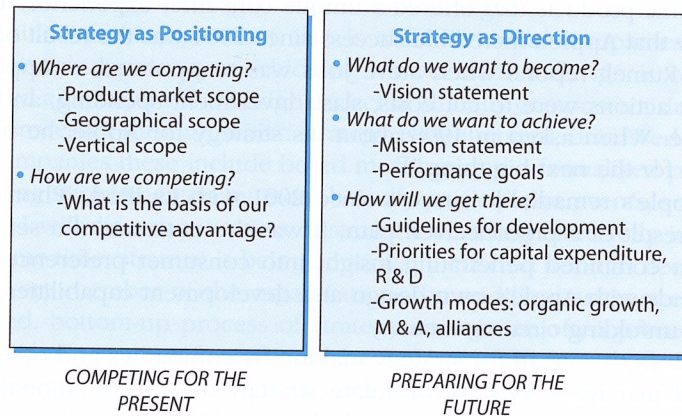 Strategy as Positioning
• Where are we competing?
-Product market scope
-Geographical scope
-Vertical scope
• How are we competing?
-What is the basis of our
competitive advantage?
COMPETING FOR THE
PRESENT
Strategy as Direction
• What do we want to become?
-Vision statement
• What do we want to achieve?
-Mission statement
-Performance goals
• How will we get there?
-Guidelines for development
-Priorities for capital expenditure,
R & D
-Growth modes: organic growth,
M & A, alliances
PREPARING FOR THE
FUTURE